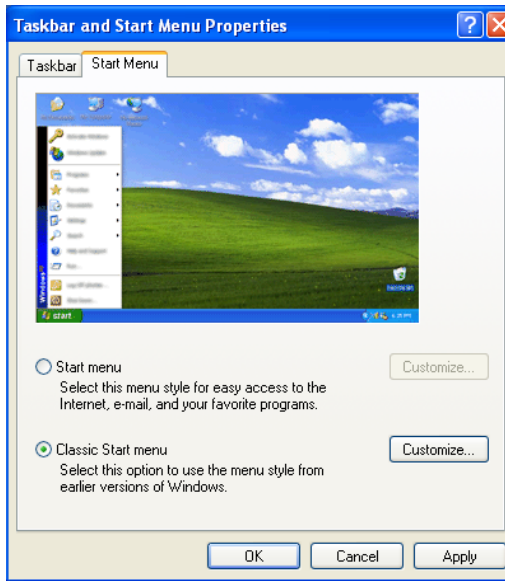 Taskbar and Start Menu Properties
Taskbar
Start Menu
Windows
start
Start menu
Customize...
Select this menu style for easy access to the
Internet, e-mail, and your favorite programs.
Classic Start menu
Customize...
Select this option to use the menu style from
earlier versions of Windows.
OK
Cancel
Apply